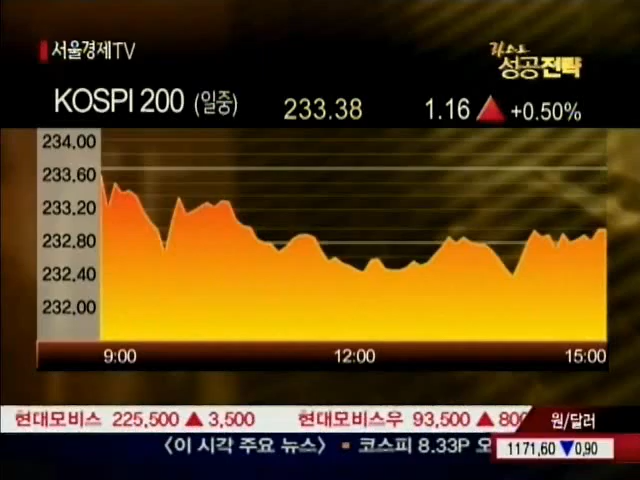 서울경제TV
성공전략
KOSPI 200 (일중) 233.38 1.16 ▲ +0.50%
234.00
233.60
233.20
232.80
232.40
232.00
9:00 12:00 15:00
현대모비스 225,500 ▲ 3,500 현대모비스우 93,500 ▲ 800 원/달러
<이 시각 주요 뉴스> 코스피 8.33P 오 1171.60 ▼0.90